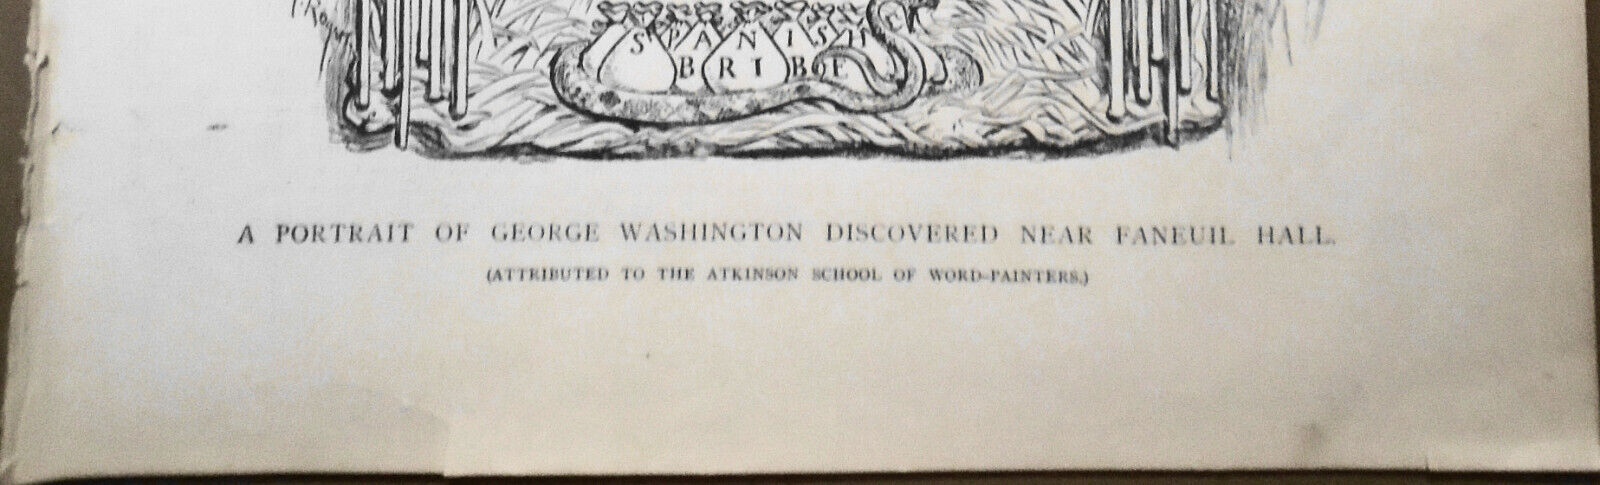 SPANISH
BRIBE
A PORTRAIT OF GEORGE WASHINGTON DISCOVERED NEAR FANEUIL HALL.
(ATTRIBUTED TO THE ATKINSON SCHOOL OF WORD-PAINTERS.)